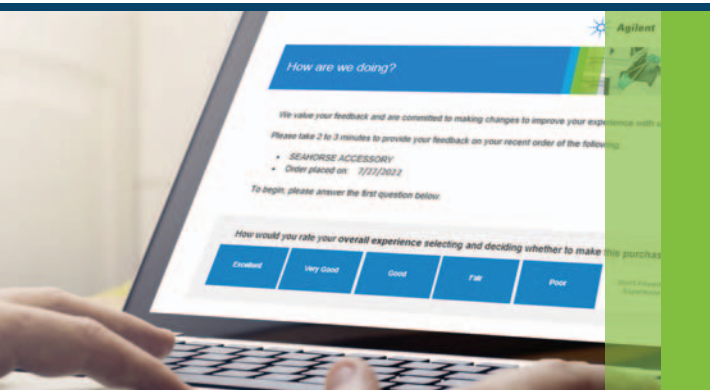 Agilent
How are we doing?
We value your feedback and are committed to making changes to improve your experience with
Please take 2 to 3 minutes to provide your feedback on your recent order of the following:
• SEAHORSE ACCESSORY
• Order placed on: 7/27/2022
To begin, please answer the first question below.
How would you rate your overall experience selecting and deciding whether to make this purchas
Excellent Very Good Good Fair Poor